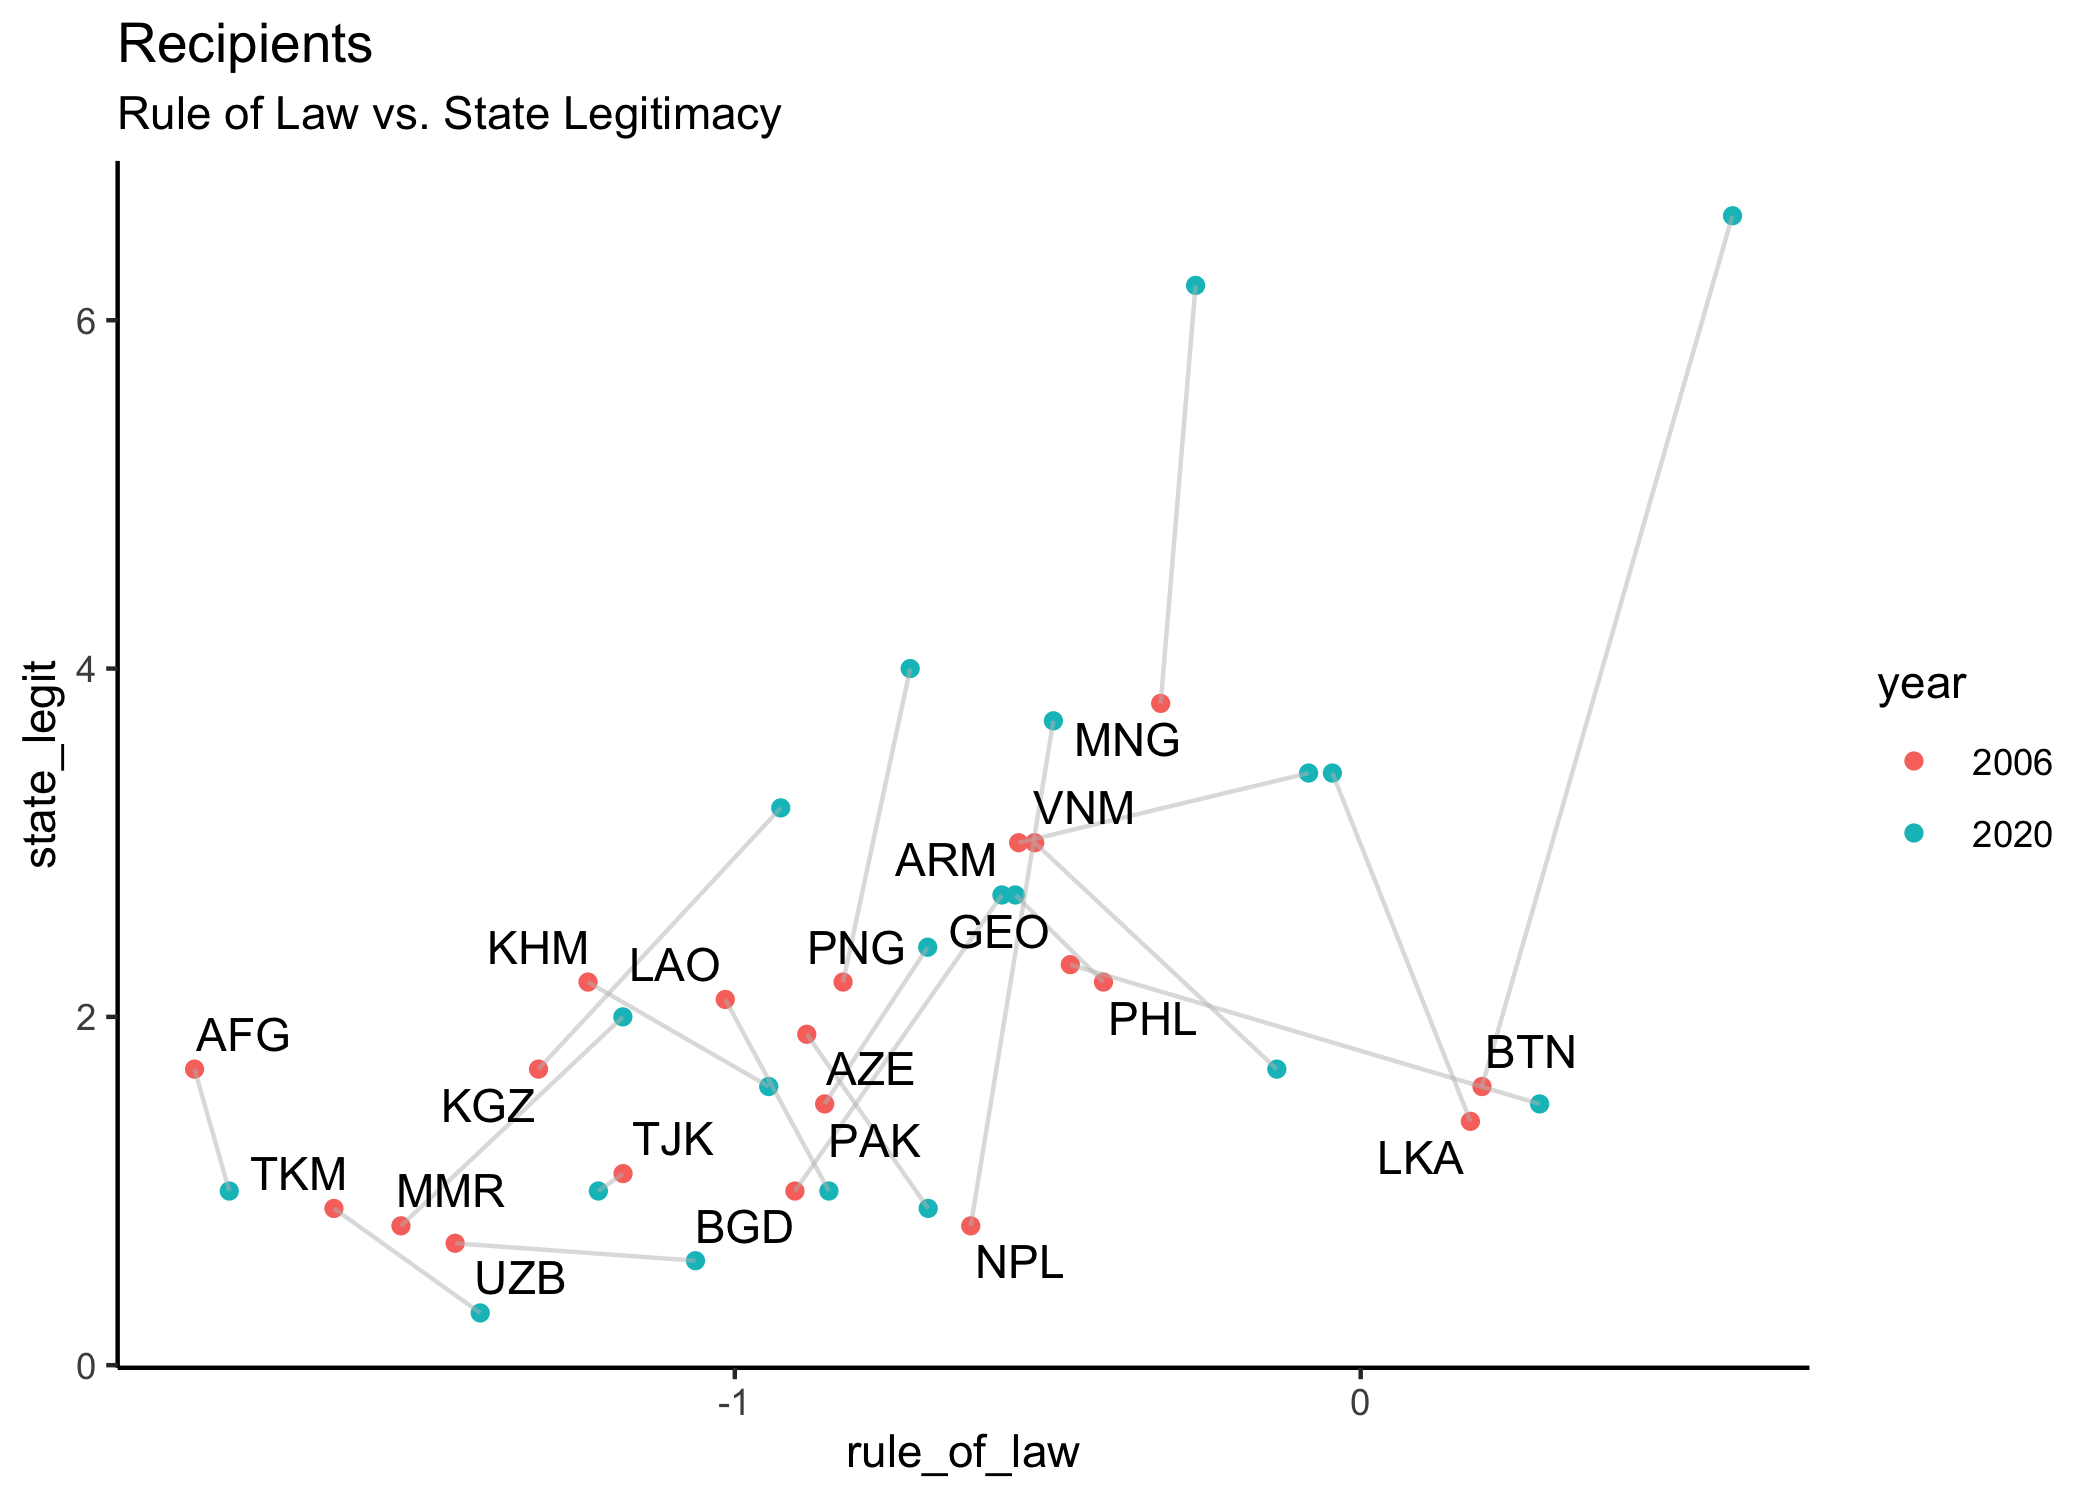 Recipients
Rule of Law vs. State Legitimacy
state_legit
6
4
2
0
MNG
VNM
ARM
GEO
KHM
LAO
PNG
AFG
PHL
BTN
AZE
KGZ
TJK
PAK
LKA
TKM
MMR
BGD
NPL
UZB
-1
0
rule_of_law
year
2006
2020